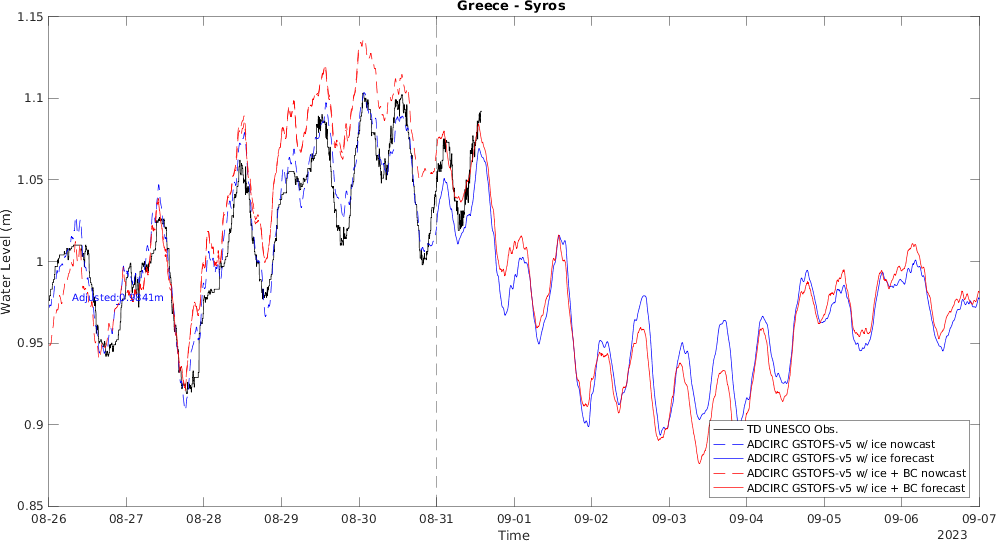 Greece - Syros
1.15
1.1
1.05
1
0.95
0.9
0.85
Water Level (m)
Adjusted:0.9841m
TD UNESCO Obs.
ADCIRC GSTOFS-v5 w/ ice nowcast
ADCIRC GSTOFS-v5 w/ ice forecast
ADCIRC GSTOFS-v5 w/ ice + BC nowcast
ADCIRC GSTOFS-v5 w/ ice + BC forecast
08-26 08-27 08-28 08-29 08-30 08-31 09-01 09-02 09-03 09-04 09-05 09-06 09-07
Time
2023